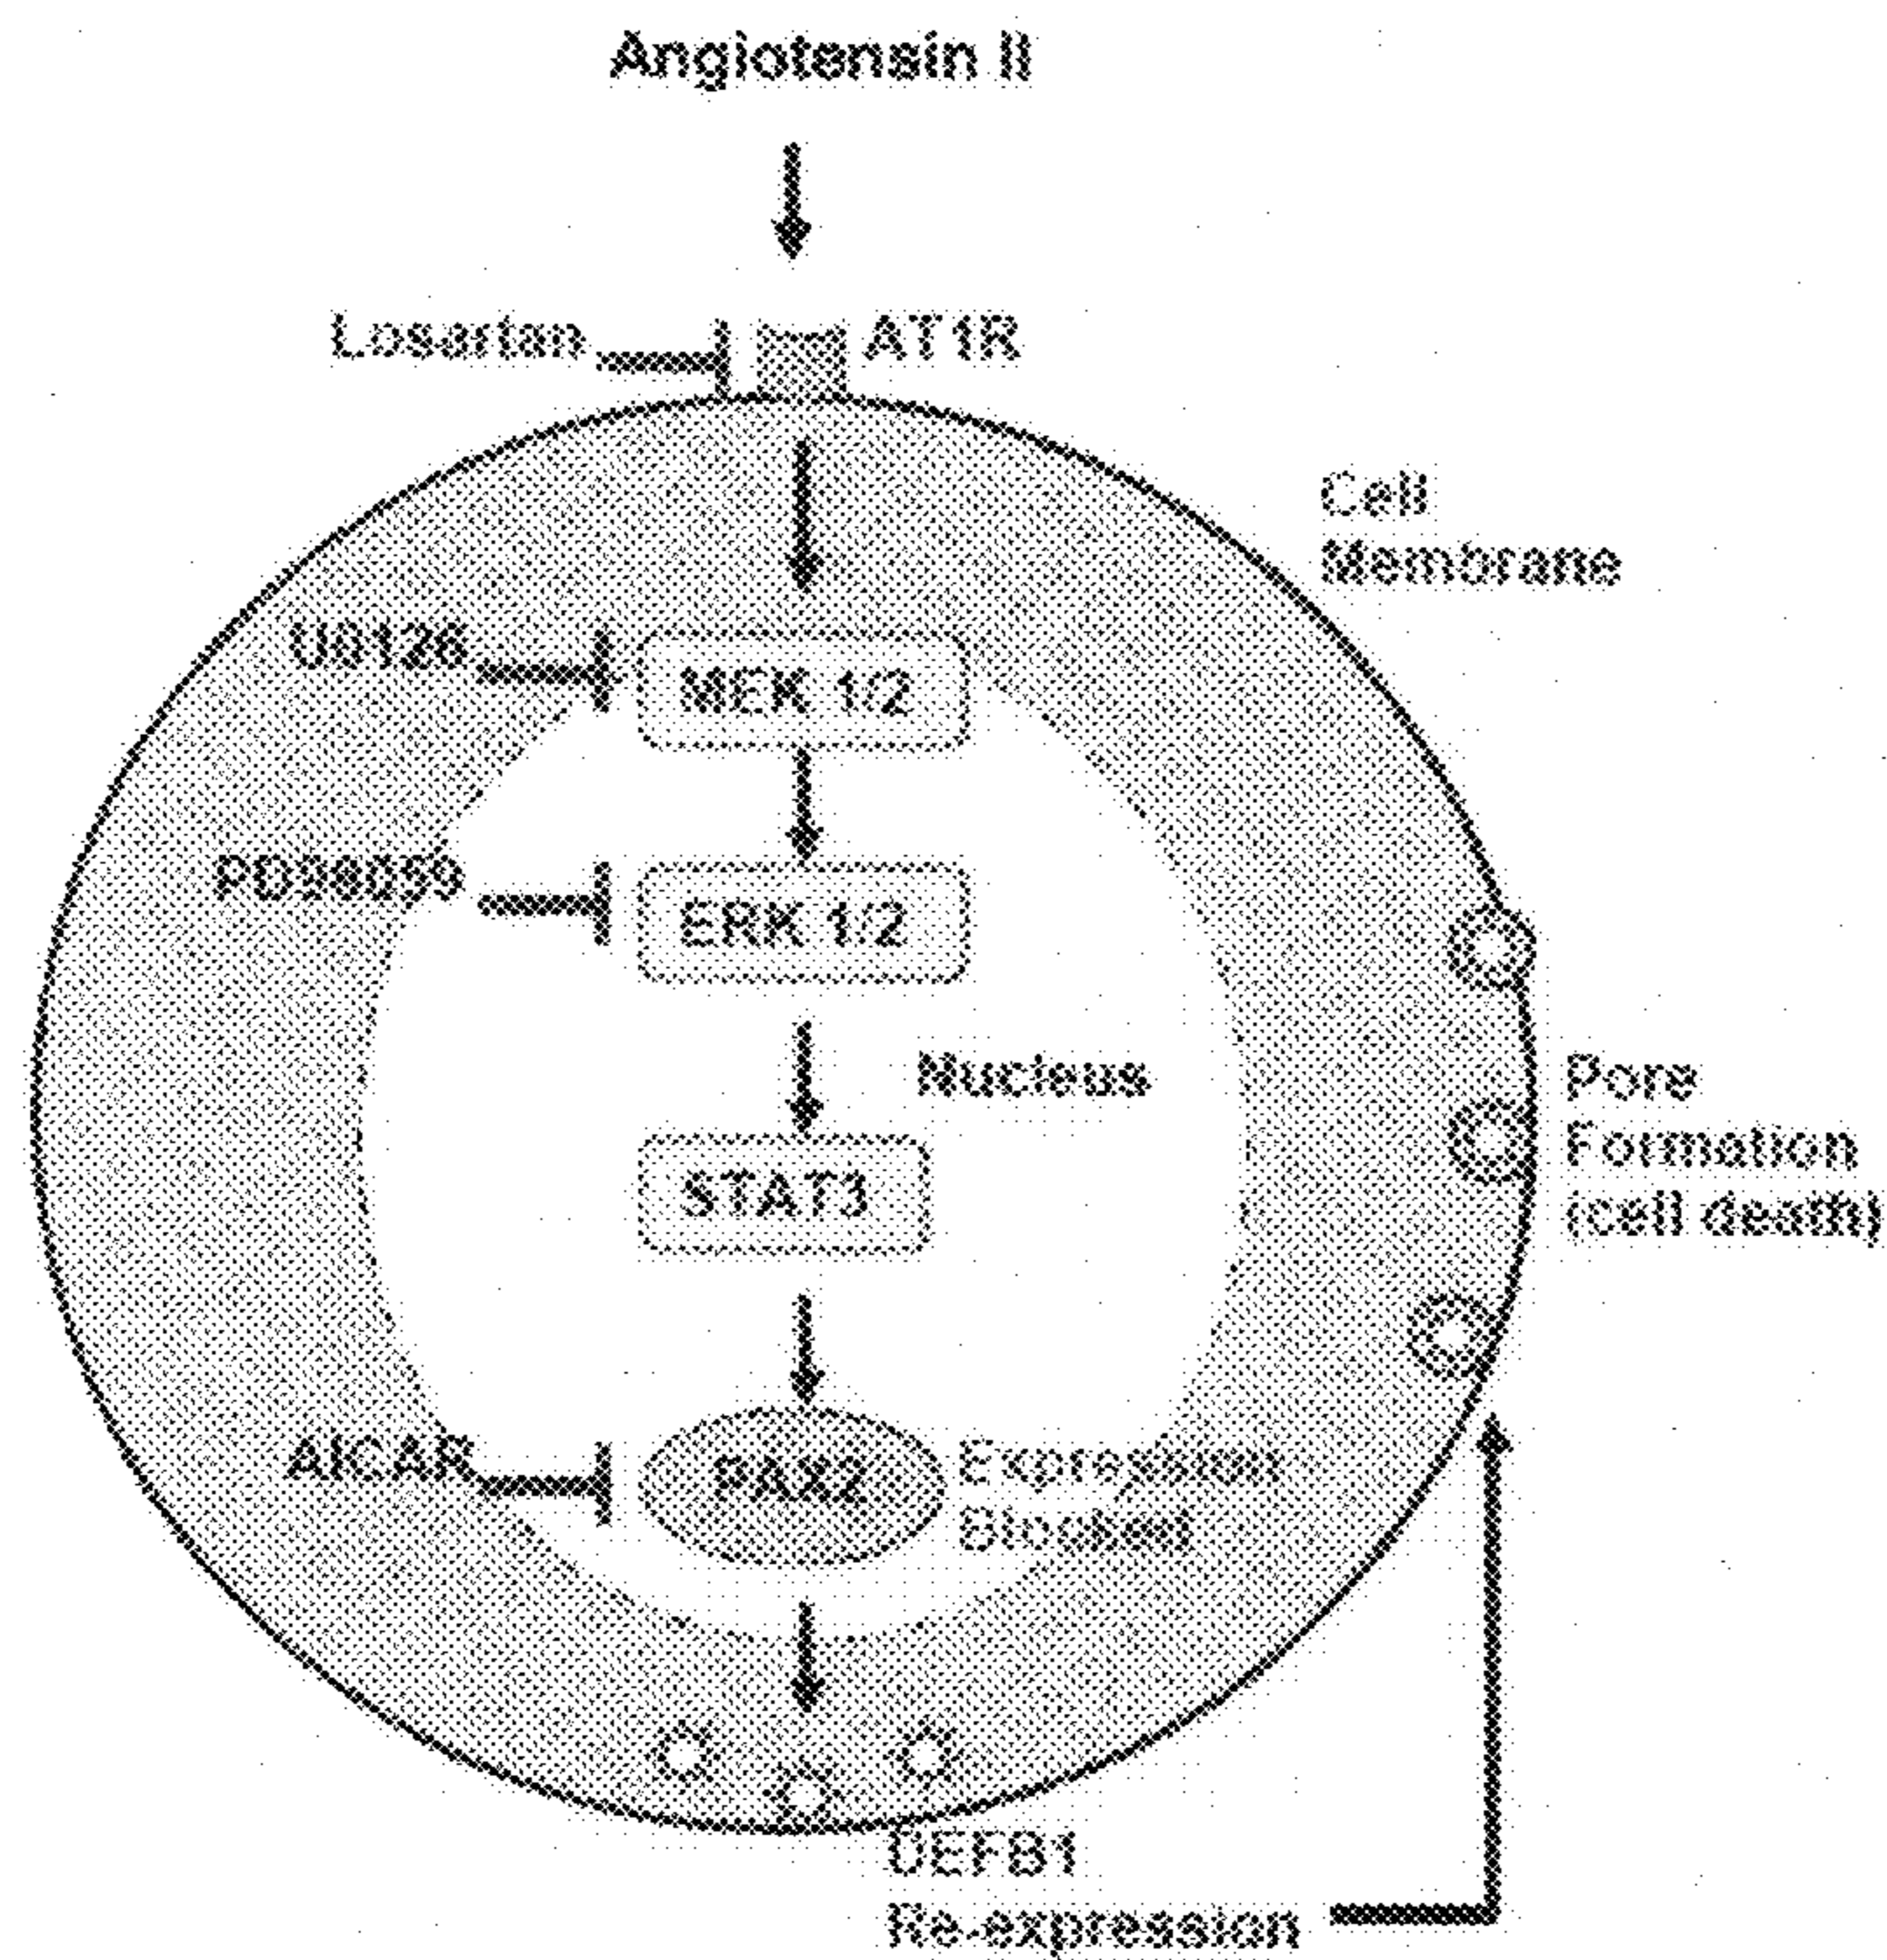 Angiotensin II
Losartan
AT1R
Cell
Membrane
U0126
MEK 1/2
PD98059
ERK 1/2
Nucleus
Pore
Formation
(cell death)
STAT3
AICAR
PAX2
Expression
Blocked
DEFB1
Re-expression